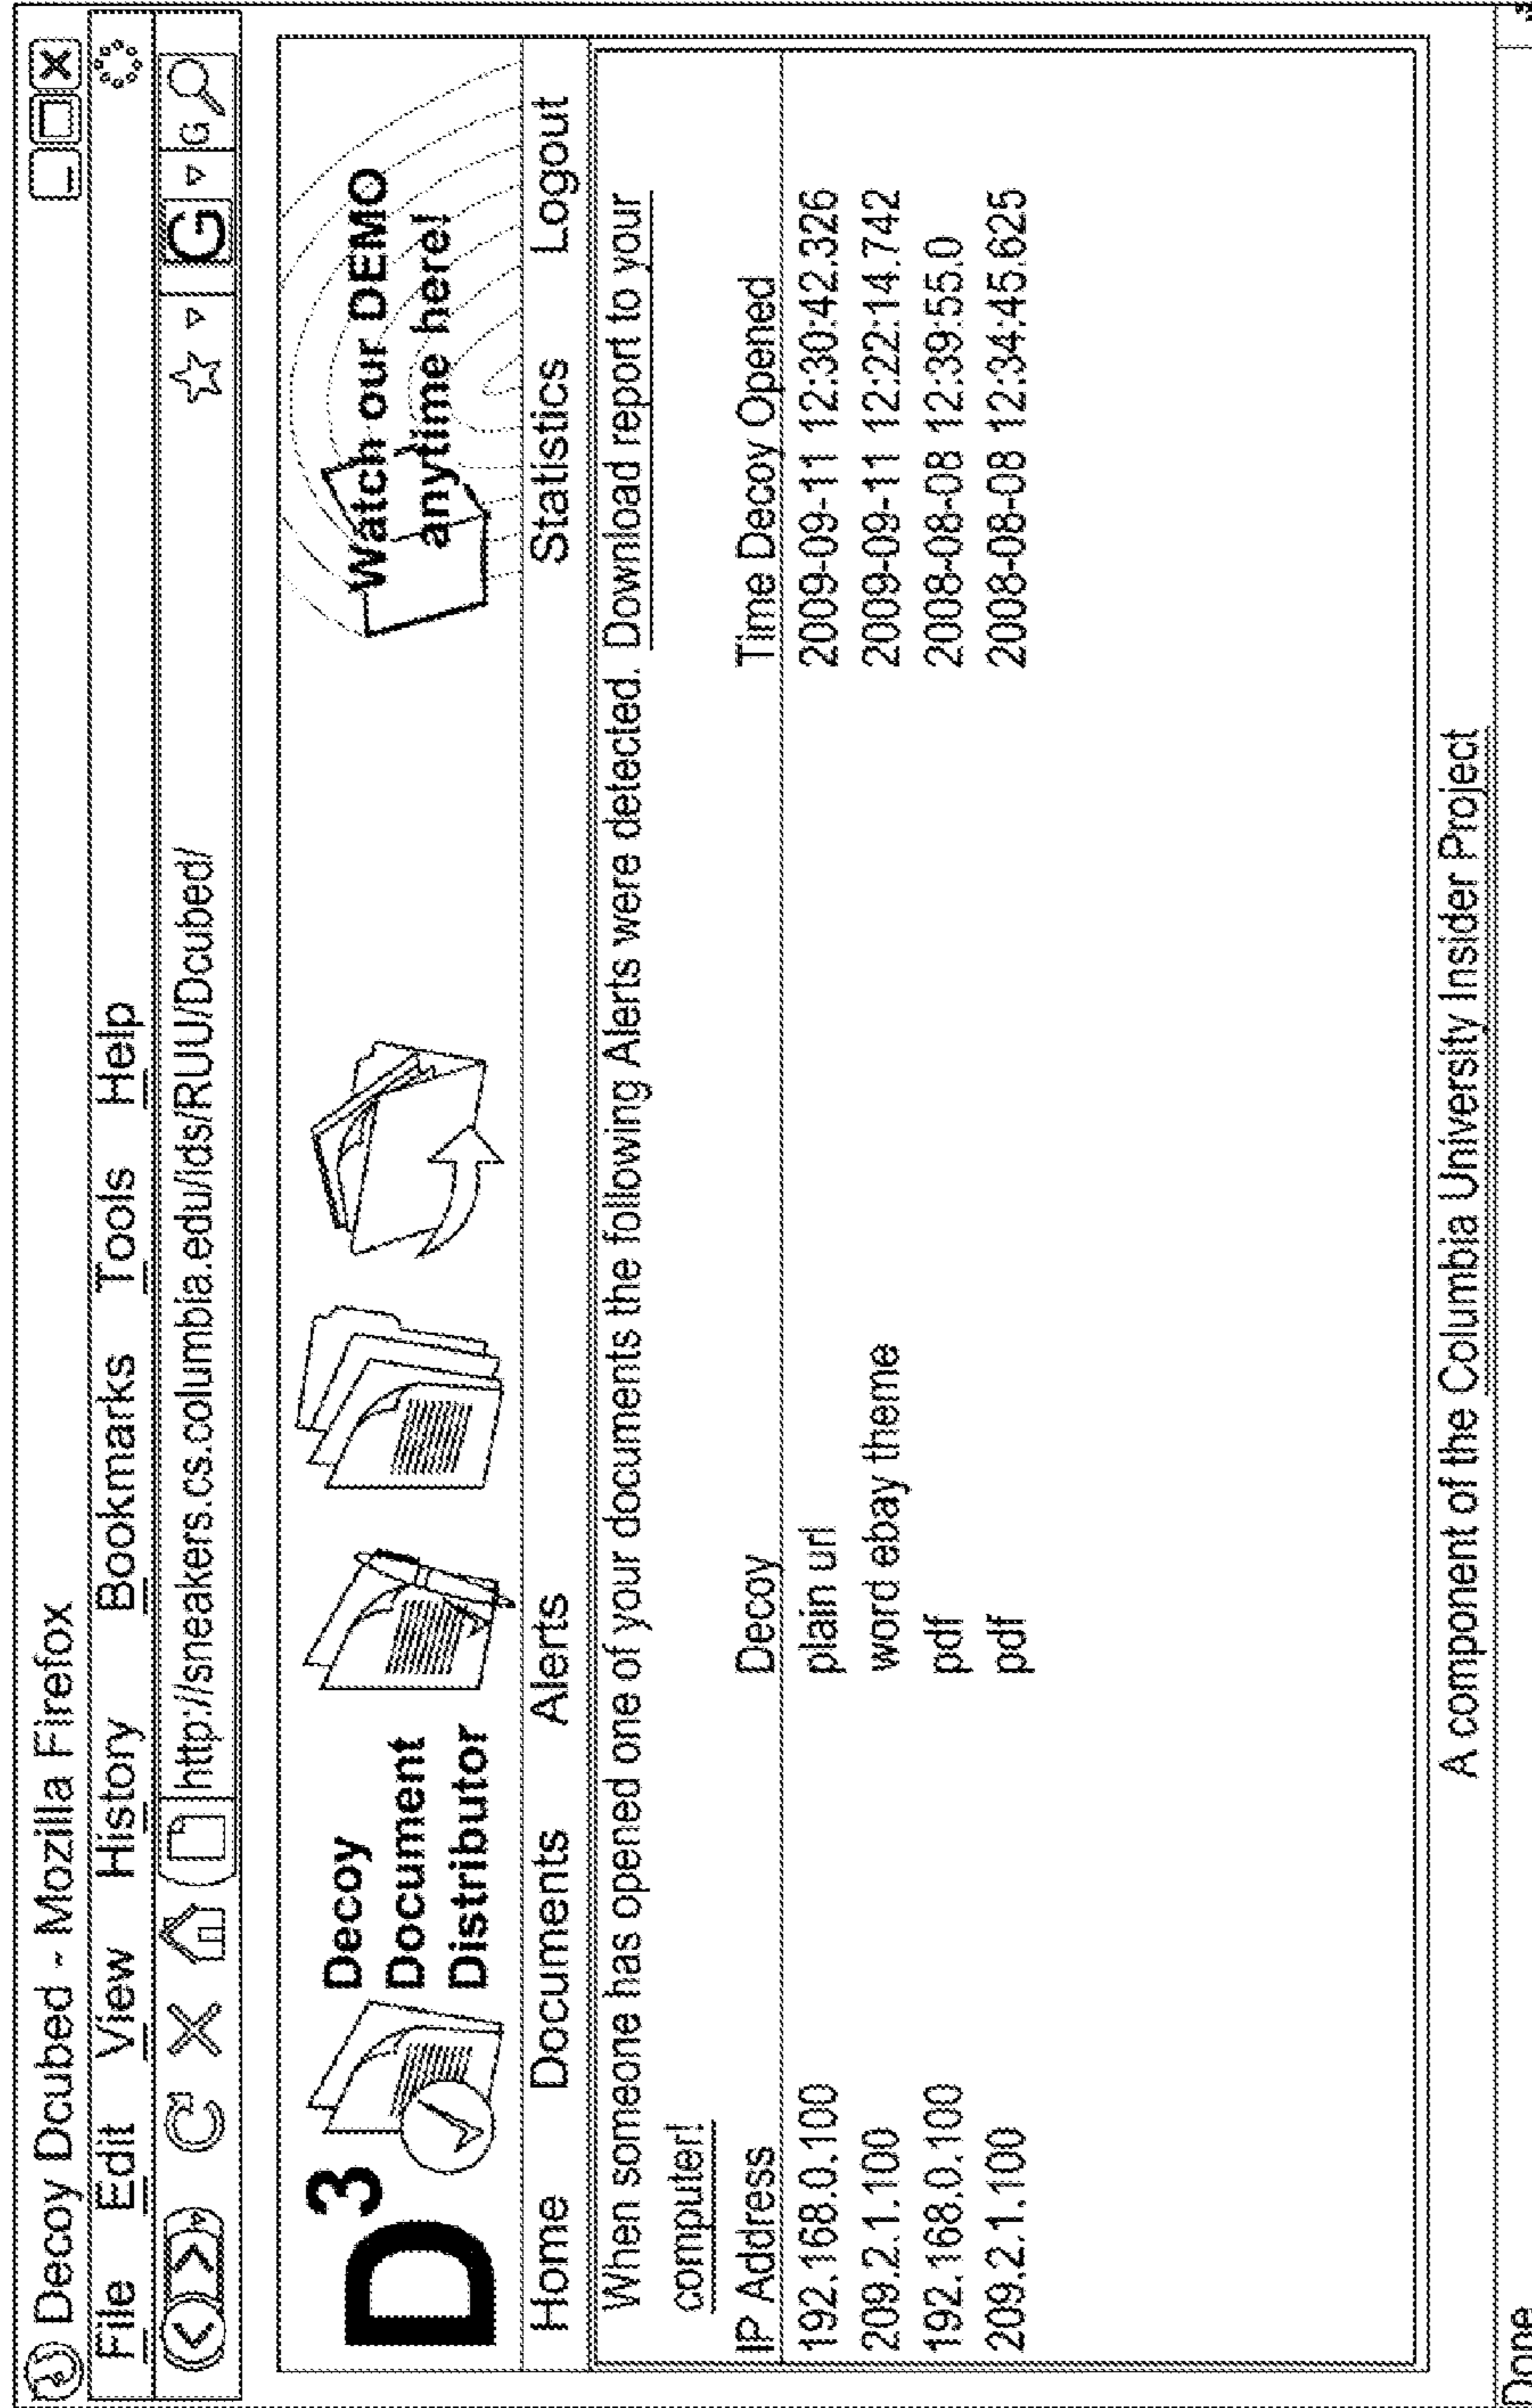 Decoy Dcubed - Mozilla Firefox
File Edit View History Bookmarks Tools Help
http://sneakers.cs.columbia.edu/ids/RUU/Dcubed/ G G
D3 Decoy
Document
Distributor
Watch our DEMO
anytime here!
Home Documents Alerts Statistics Logout
When someone has opened one of your documents the following Alerts were detected. Download report to your
computer!
IP Address Decoy Time Decoy Opened
192.168.0.100 plain url 2009-09-11 12:30:42.326
209.2.1.100 word ebay theme 2009-09-11 12:22:14.742
192.168.0.100 pdf 2008-08-08 12:39:55.0
209.2.1.100 pdf 2008-08-08 12:34:45.625
A component of the Columbia University Insider Project
Done